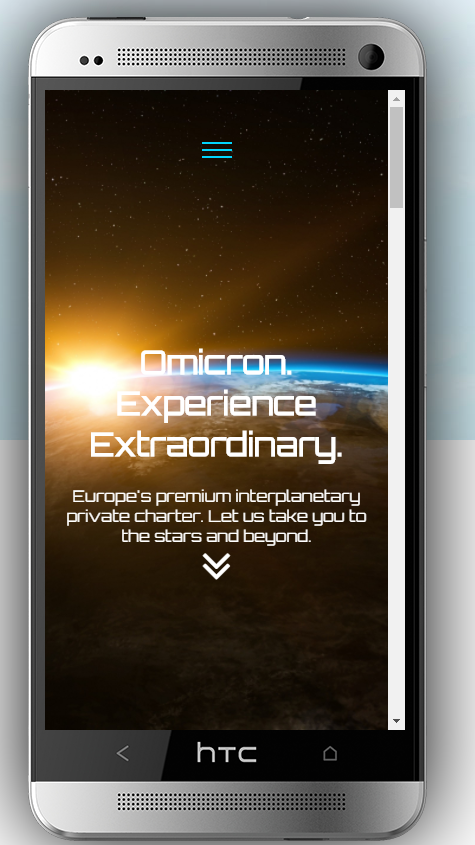 Omicron.
Experience
Extraordinary.
Europe's premium interplanetary
private charter. Let us take you to
the stars and beyond.
hTC